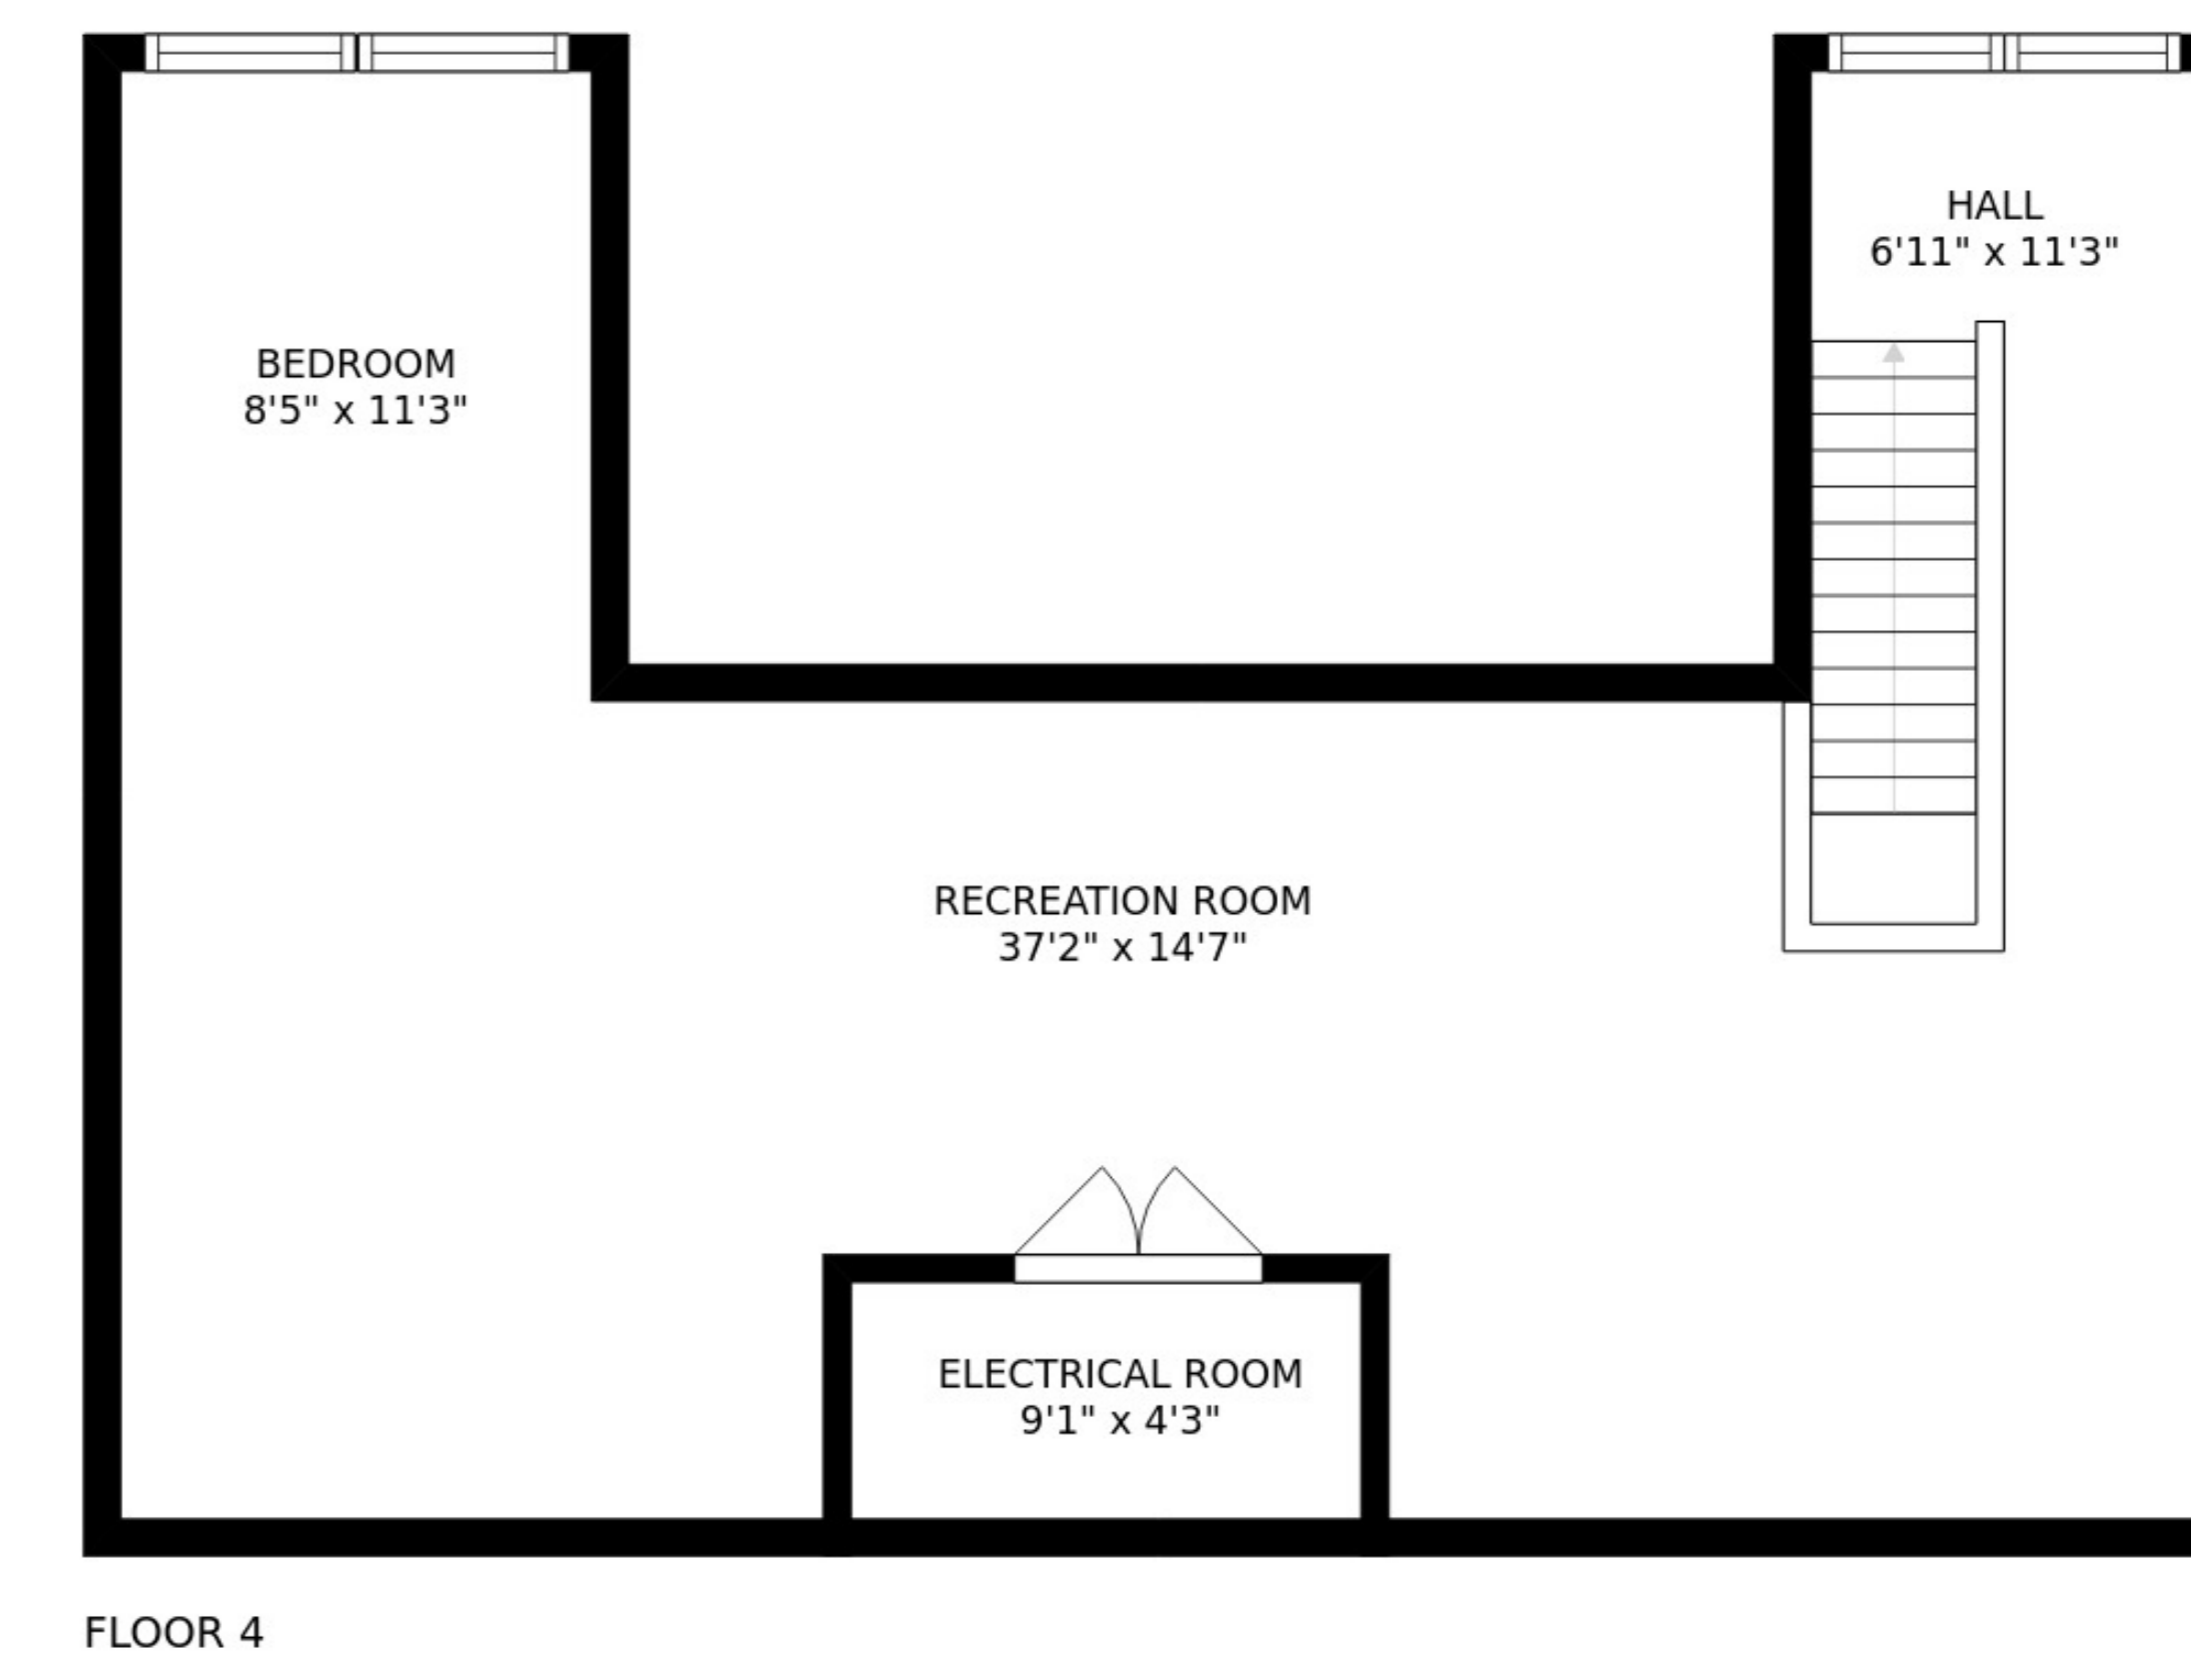 HALL
6'11" x 11'3"
BEDROOM
8'5" x 11'3"
RECREATION ROOM
37'2" x 14'7"
ELECTRICAL ROOM
9'1" x 4'3"
FLOOR 4